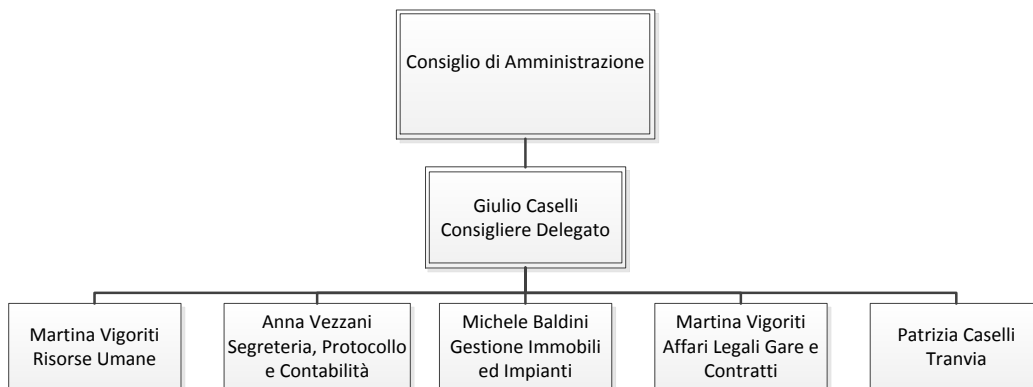 Consiglio di Amministrazione
Giulio Caselli
Consigliere Delegato
Martina Vigoriti
Risorse Umane
Anna Vezzani
Segreteria, Protocollo
e Contabilità
Michele Baldini
Gestione Immobili
ed Impianti
Martina Vigoriti
Affari Legali Gare e
Contratti
Patrizia Caselli
Tranvia